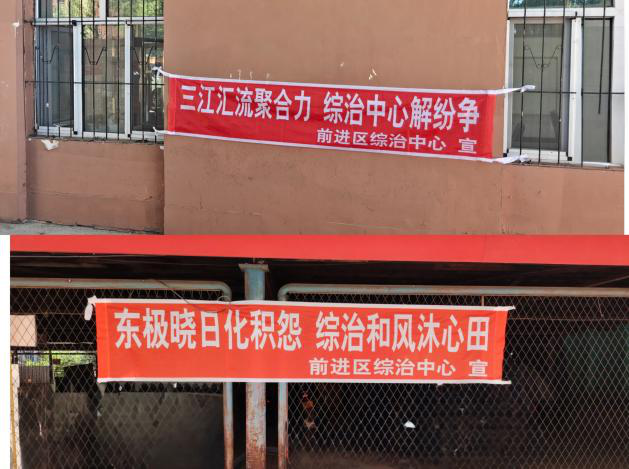 三江汇流聚合力 综治中心解纷争
前进区综治中心 宣
东极晓日化积怨 综治和风沐心田
前进区综治中心 宣